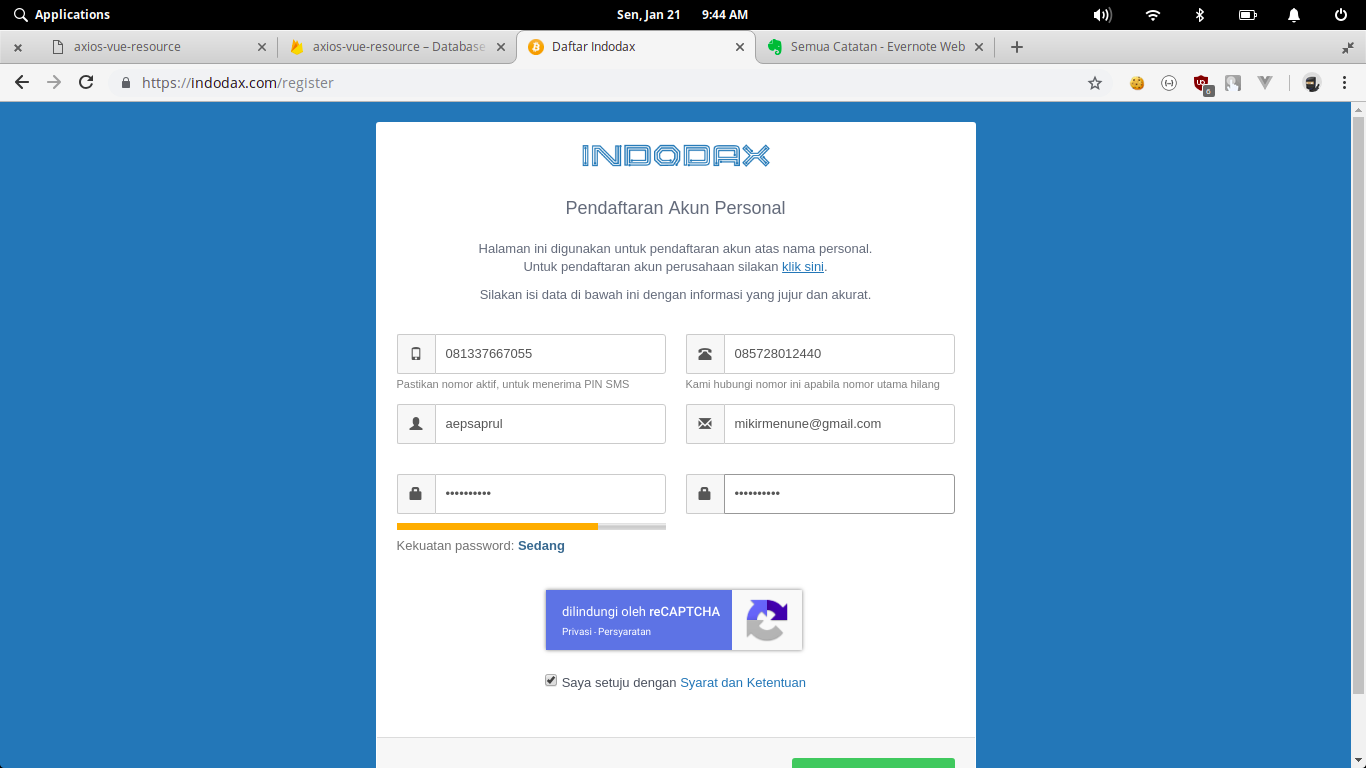 Applications
Sen, Jan 21 9:44 AM
axios-vue-resource
axios-vue-resource – Database
Daftar Indodax
Semua Catatan - Evernote Web
https://indodax.com/register
6
INDODAX
Pendaftaran Akun Personal
Halaman ini digunakan untuk pendaftaran akun atas nama personal.
Untuk pendaftaran akun perusahaan silakan klik sini.
Silakan isi data di bawah ini dengan informasi yang jujur dan akurat.
081337667055
085728012440
Pastikan nomor aktif, untuk menerima PIN SMS
Kami hubungi nomor ini apabila nomor utama hilang
aepsaprul
mikirmenune@gmail.com
••••••••••
••••••••••
Kekuatan password: Sedang
dilindungi oleh reCAPTCHA
Privasi - Persyaratan
Saya setuju dengan Syarat dan Ketentuan